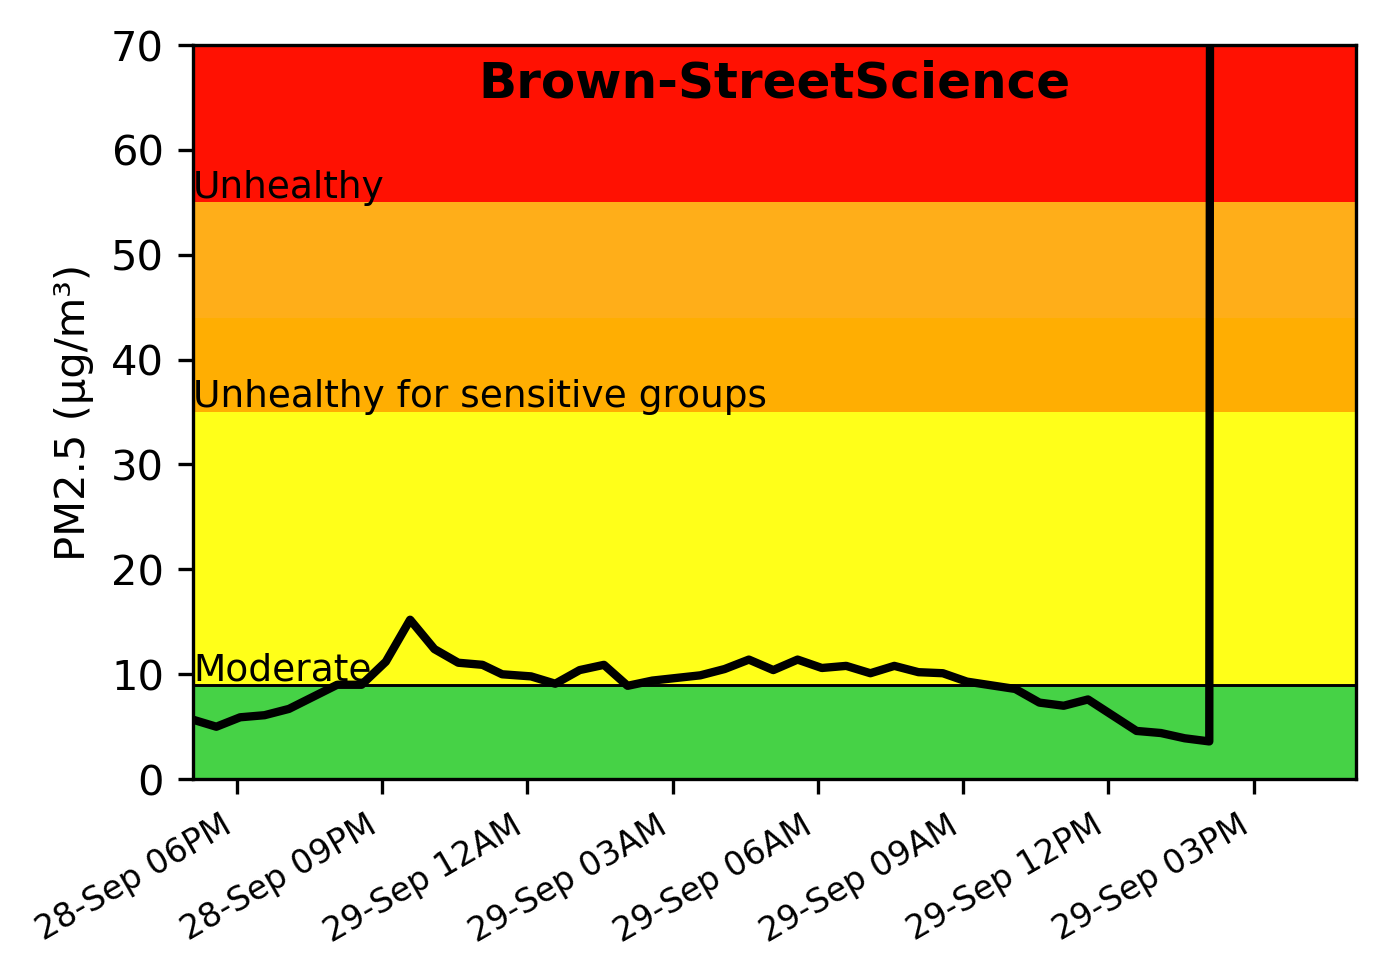 Brown-StreetScience
70
60
50
40
30
20
10
0
PM2.5 (µg/m³)
Unhealthy
Unhealthy for sensitive groups
Moderate
28-Sep 06PM
28-Sep 09PM
29-Sep 12AM
29-Sep 03AM
29-Sep 06AM
29-Sep 09AM
29-Sep 12PM
29-Sep 03PM